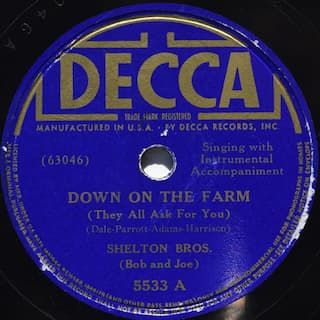 DECCA
TRADE MARK REGISTERED
MANUFACTURED IN U.S.A. · BY DECCA RECORDS, INC.
(63046)
Singing with
Instrumental
Accompaniment
DOWN ON THE FARM
(They All Ask For You)
(Dale-Parrott-Adams-Harrison)
SHELTON BROS.
(Bob and Joe)
5533 A